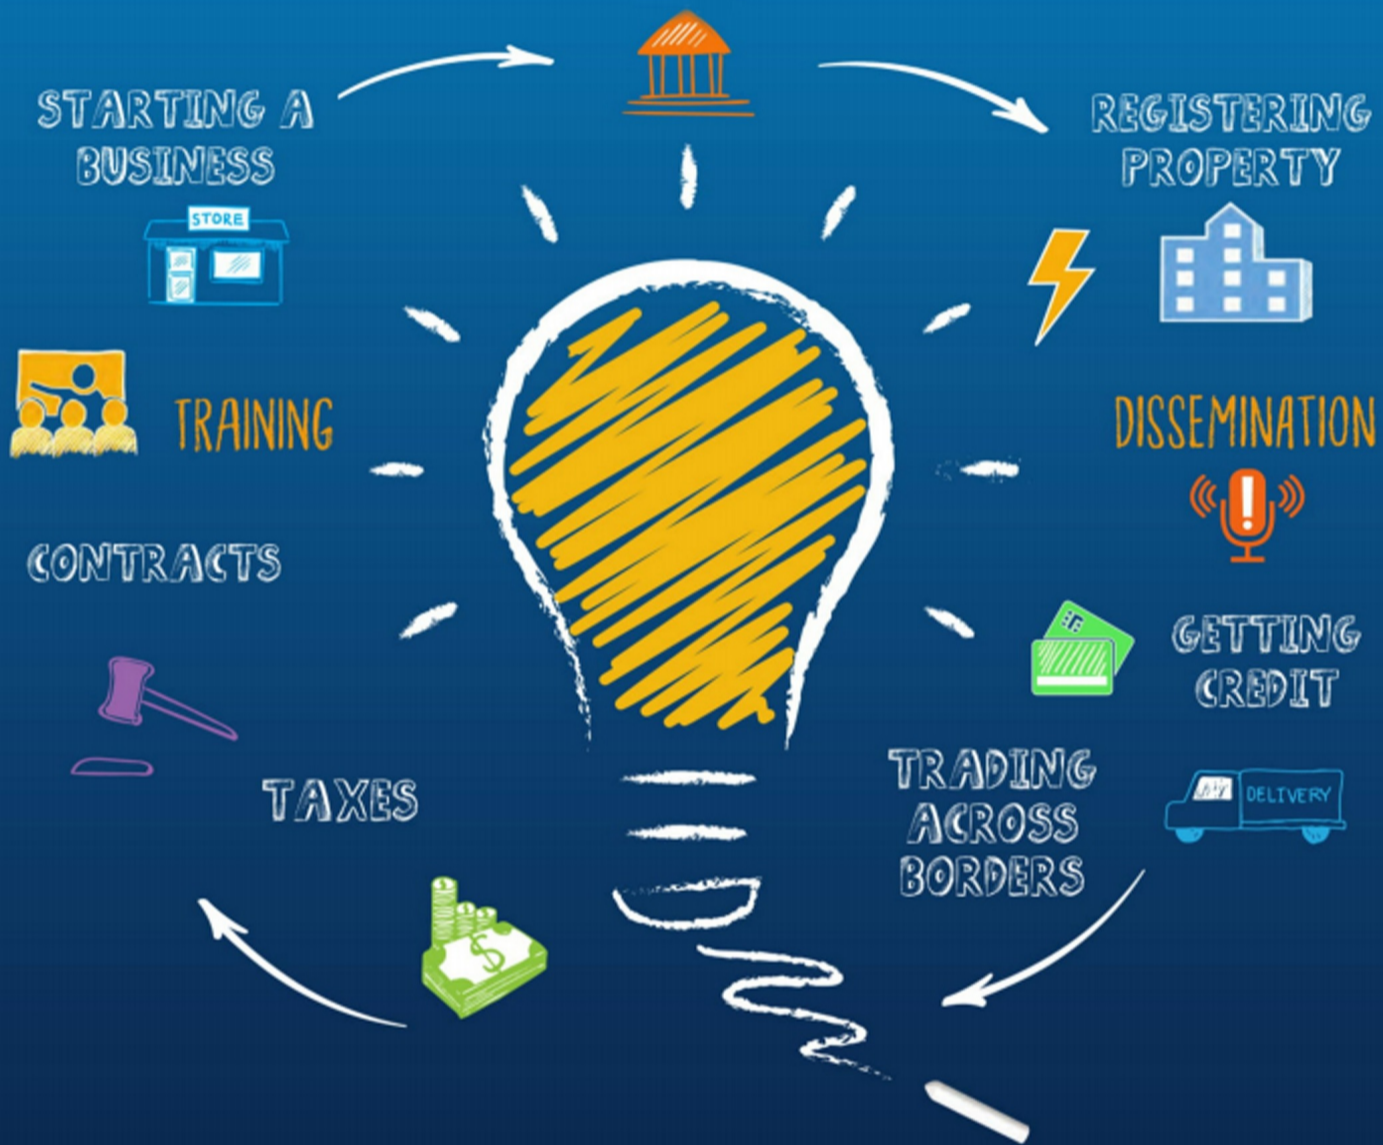 STARTING A
BUSINESS
STORE
TRAINING
CONTRACTS
TAXES
REGISTERING
PROPERTY
DISSEMINATION
GETTING
CREDIT
TRADING
ACROSS
BORDERS
DELIVERY
$